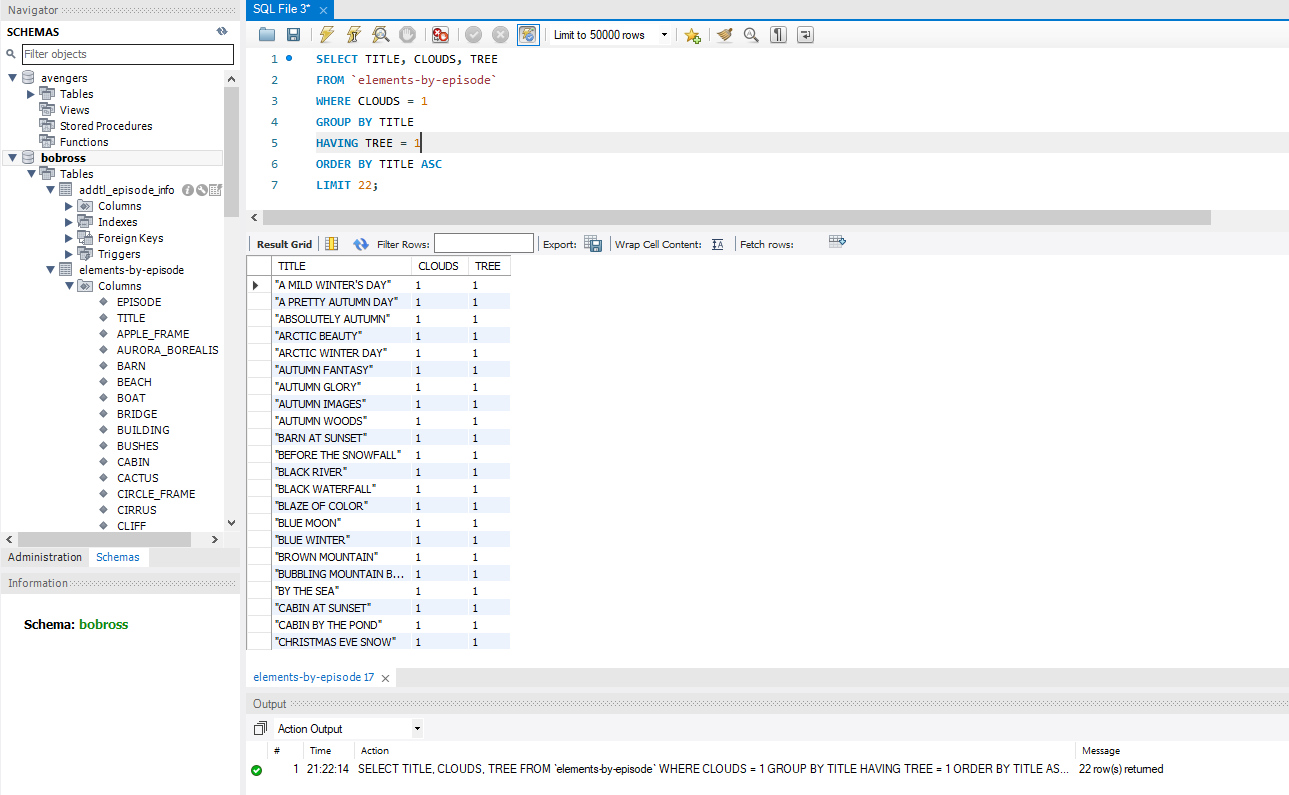 Navigator
SCHEMAS
Filter objects
avengers
Tables
Views
Stored Procedures
Functions
bobross
Tables
addtl_episode_info
Columns
Indexes
Foreign Keys
Triggers
elements-by-episode
Columns
EPISODE
TITLE
APPLE_FRAME
AURORA_BOREALIS
BARN
BEACH
BOAT
BRIDGE
BUILDING
BUSHES
CABIN
CACTUS
CIRCLE_FRAME
CIRRUS
CLIFF
Administration Schemas
Information
Schema: bobross
SQL File 3*
Limit to 50000 rows
1 SELECT TITLE, CLOUDS, TREE
2 FROM `elements-by-episode`
3 WHERE CLOUDS = 1
4 GROUP BY TITLE
5 HAVING TREE = 1
6 ORDER BY TITLE ASC
7 LIMIT 22;
Result Grid Filter Rows: Export: Wrap Cell Content: Fetch rows:
TITLE CLOUDS TREE
"A MILD WINTER'S DAY" 1 1
"A PRETTY AUTUMN DAY" 1 1
"ABSOLUTELY AUTUMN" 1 1
"ARCTIC BEAUTY" 1 1
"ARCTIC WINTER DAY" 1 1
"AUTUMN FANTASY" 1 1
"AUTUMN GLORY" 1 1
"AUTUMN IMAGES" 1 1
"AUTUMN WOODS" 1 1
"BARN AT SUNSET" 1 1
"BEFORE THE SNOWFALL" 1 1
"BLACK RIVER" 1 1
"BLACK WATERFALL" 1 1
"BLAZE OF COLOR" 1 1
"BLUE MOON" 1 1
"BLUE WINTER" 1 1
"BROWN MOUNTAIN" 1 1
"BUBBLING MOUNTAIN B... 1 1
"BY THE SEA" 1 1
"CABIN AT SUNSET" 1 1
"CABIN BY THE POND" 1 1
"CHRISTMAS EVE SNOW" 1 1
elements-by-episode 17
Output
Action Output
# Time Action Message
1 21:22:14 SELECT TITLE, CLOUDS, TREE FROM `elements-by-episode` WHERE CLOUDS = 1 GROUP BY TITLE HAVING TREE = 1 ORDER BY TITLE AS... 22 row(s) returned